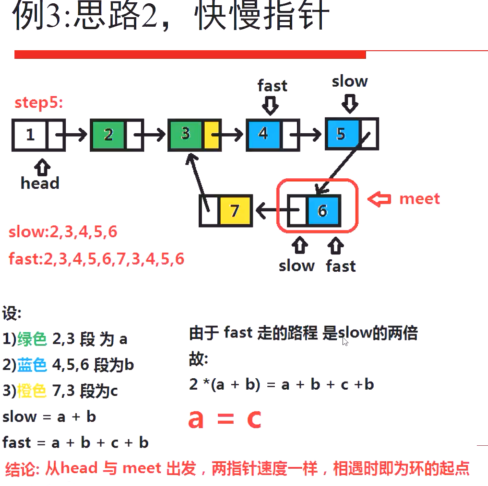 例3:思路2，快慢指针
step5:
fast
slow
1
2
3
4
5
head
7
6
meet
slow
fast
slow:2,3,4,5,6
fast:2,3,4,5,6,7,3,4,5,6
设:
1)绿色 2,3 段 为 a
2)蓝色 4,5,6 段为b
3)橙色 7,3 段为c
slow = a + b
fast = a + b + c + b
由于 fast 走的路程 是slow的两倍
故:
2 *(a + b) = a + b + c +b
a = c
结论: 从head 与 meet 出发，两指针速度一样，相遇时即为环的起点